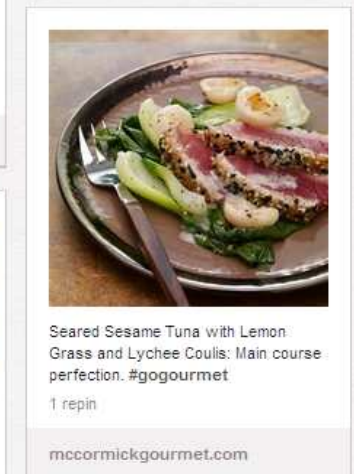 Seared Sesame Tuna with Lemon
Grass and Lychee Coulis: Main course
perfection. #gogourmet
1 repin
mccormickgourmet.com